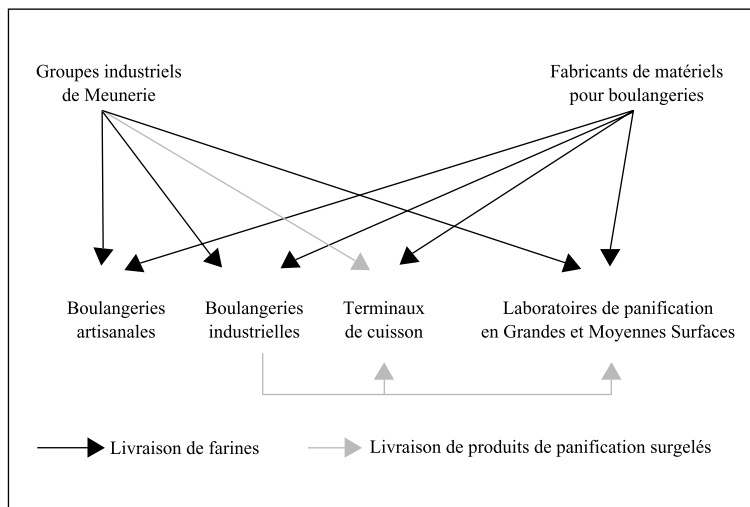 Groupes industriels
de Meunerie
Fabricants de matériels
pour boulangeries
Boulangeries
artisanales
Boulangeries
industrielles
Terminaux
de cuisson
Laboratoires de panification
en Grandes et Moyennes Surfaces
Livraison de farines
Livraison de produits de panification surgelés